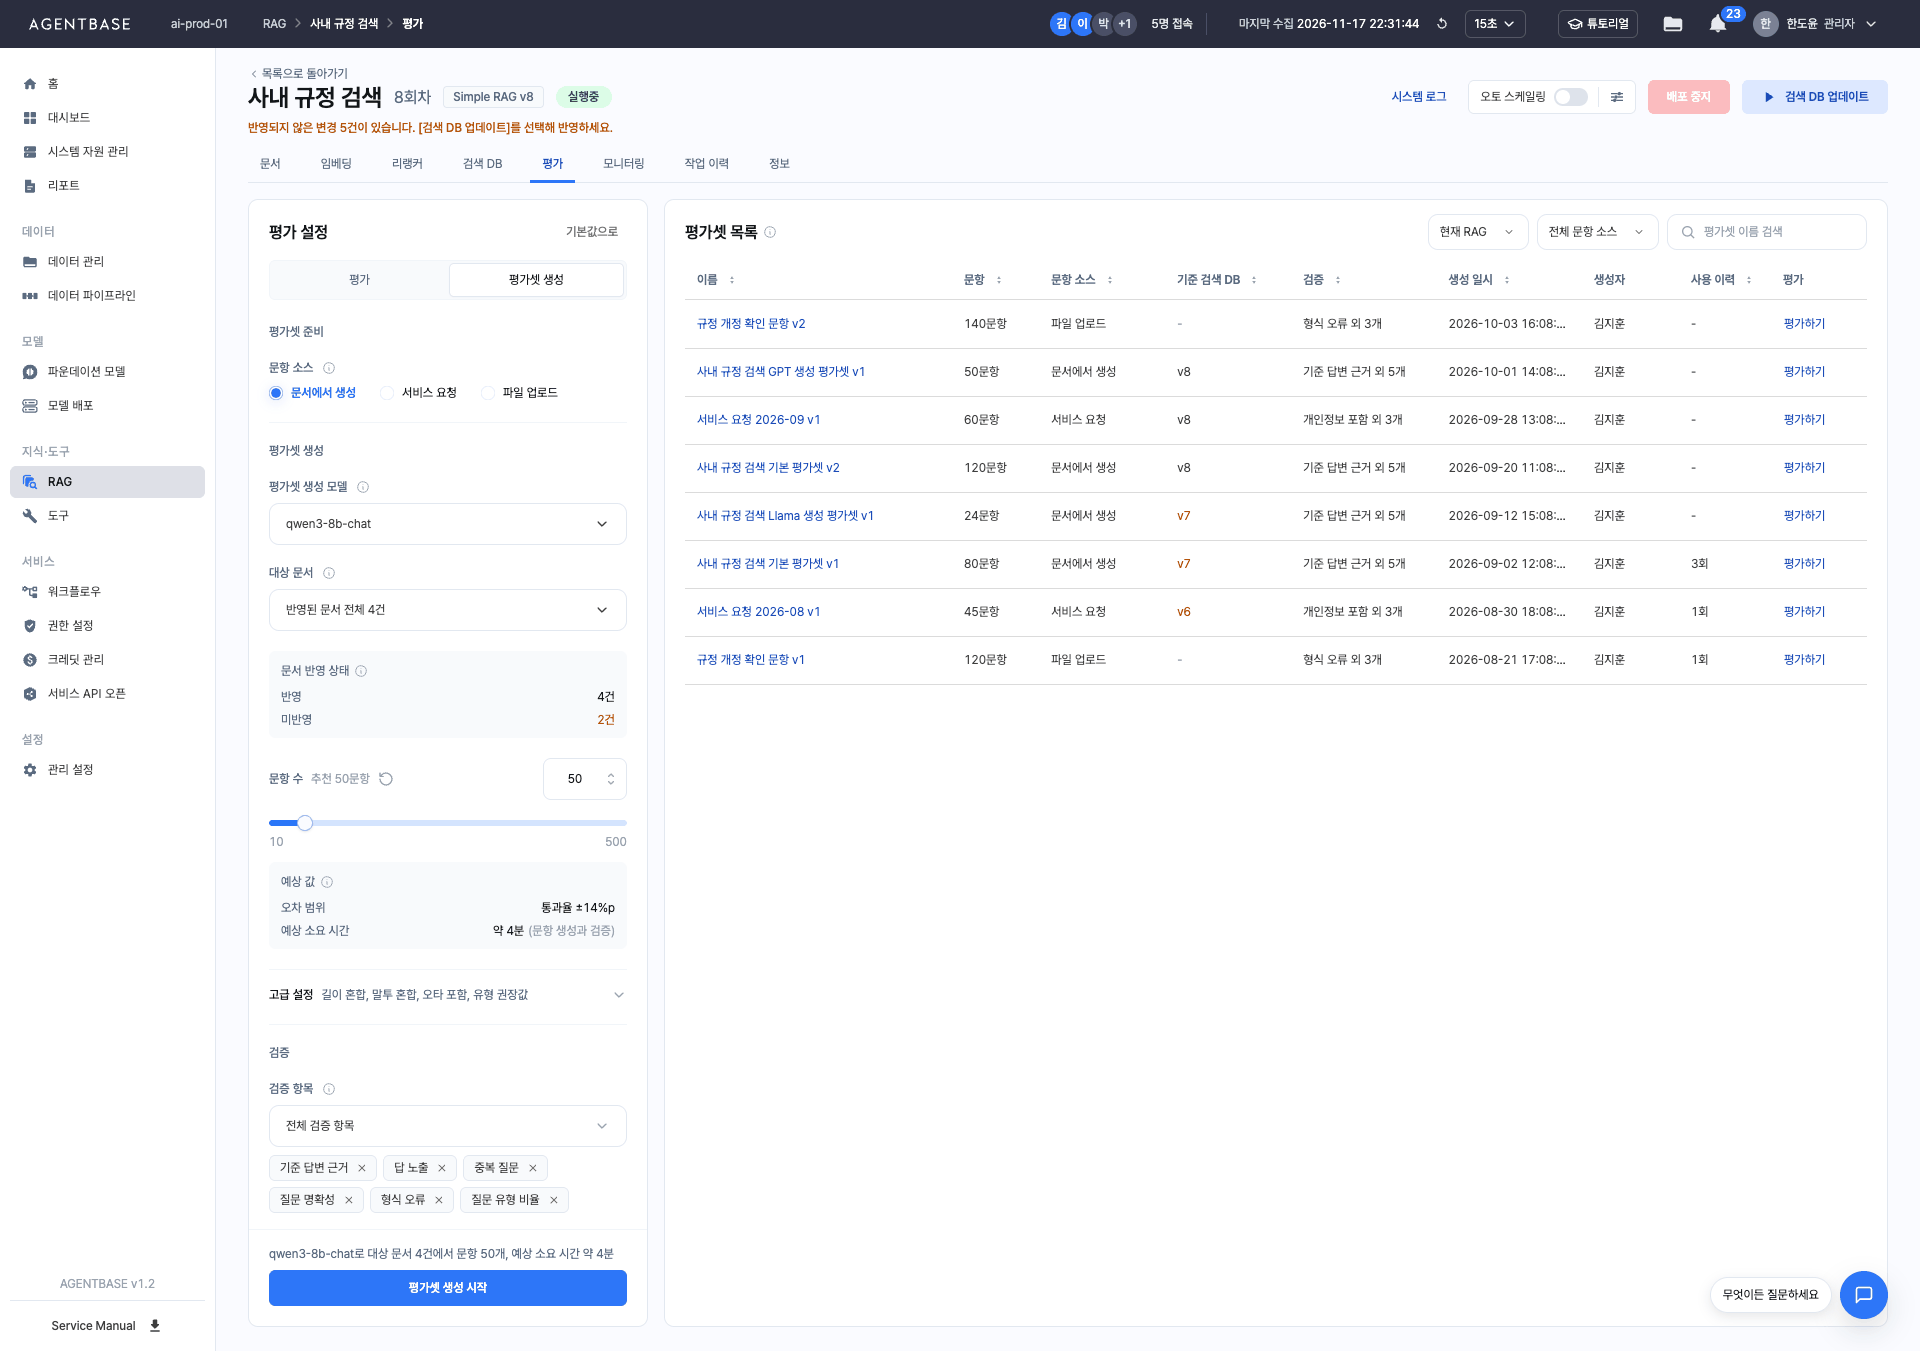 AGENTBASE
ai-prod-01
RAG > 사내 규정 검색 > 평가
김 이 박 +1 5명 접속
마지막 수집 2026-11-17 22:31:44
15초
튜토리얼
23
한 한도윤 관리자
홈
대시보드
시스템 자원 관리
리포트
데이터
데이터 관리
데이터 파이프라인
모델
파운데이션 모델
모델 배포
지식·도구
RAG
도구
서비스
워크플로우
권한 설정
크레딧 관리
서비스 API 오픈
설정
관리 설정
AGENTBASE v1.2
Service Manual
목록으로 돌아가기
사내 규정 검색 8회차 Simple RAG v8 실행중
반영되지 않은 변경 5건이 있습니다. [검색 DB 업데이트]를 선택해 반영하세요.
시스템 로그
오토 스케일링
배포 중지
검색 DB 업데이트
문서 임베딩 리랭커 검색 DB 평가 모니터링 작업 이력 정보
평가 설정
기본값으로
평가 평가셋 생성
평가셋 준비
문항 소스
문서에서 생성 서비스 요청 파일 업로드
평가셋 생성
평가셋 생성 모델
qwen3-8b-chat
대상 문서
반영된 문서 전체 4건
문서 반영 상태
반영 4건
미반영 2건
문항 수 추천 50문항 50
10 500
예상 값
오차 범위 통과율 ±14%p
예상 소요 시간 약 4분 (문항 생성과 검증)
고급 설정 길이 혼합, 말투 혼합, 오타 포함, 유형 권장값
검증
검증 항목
전체 검증 항목
기준 답변 근거 × 답 노출 × 중복 질문 ×
질문 명확성 × 형식 오류 × 질문 유형 비율 ×
qwen3-8b-chat로 대상 문서 4건에서 문항 50개, 예상 소요 시간 약 4분
평가셋 생성 시작
평가셋 목록
현재 RAG
전체 문항 소스
평가셋 이름 검색
이름 문항 문항 소스 기준 검색 DB 검증 생성 일시 생성자 사용 이력 평가
규정 개정 확인 문항 v2 140문항 파일 업로드 - 형식 오류 외 3개 2026-10-03 16:08:... 김지훈 - 평가하기
사내 규정 검색 GPT 생성 평가셋 v1 50문항 문서에서 생성 v8 기준 답변 근거 외 5개 2026-10-01 14:08:... 김지훈 - 평가하기
서비스 요청 2026-09 v1 60문항 서비스 요청 v8 개인정보 포함 외 3개 2026-09-28 13:08:... 김지훈 - 평가하기
사내 규정 검색 기본 평가셋 v2 120문항 문서에서 생성 v8 기준 답변 근거 외 5개 2026-09-20 11:08:... 김지훈 - 평가하기
사내 규정 검색 Llama 생성 평가셋 v1 24문항 문서에서 생성 v7 기준 답변 근거 외 5개 2026-09-12 15:08:... 김지훈 - 평가하기
사내 규정 검색 기본 평가셋 v1 80문항 문서에서 생성 v7 기준 답변 근거 외 5개 2026-09-02 12:08:... 김지훈 3회 평가하기
서비스 요청 2026-08 v1 45문항 서비스 요청 v6 개인정보 포함 외 3개 2026-08-30 18:08:... 김지훈 1회 평가하기
규정 개정 확인 문항 v1 120문항 파일 업로드 - 형식 오류 외 3개 2026-08-21 17:08:... 김지훈 1회 평가하기
무엇이든 질문하세요